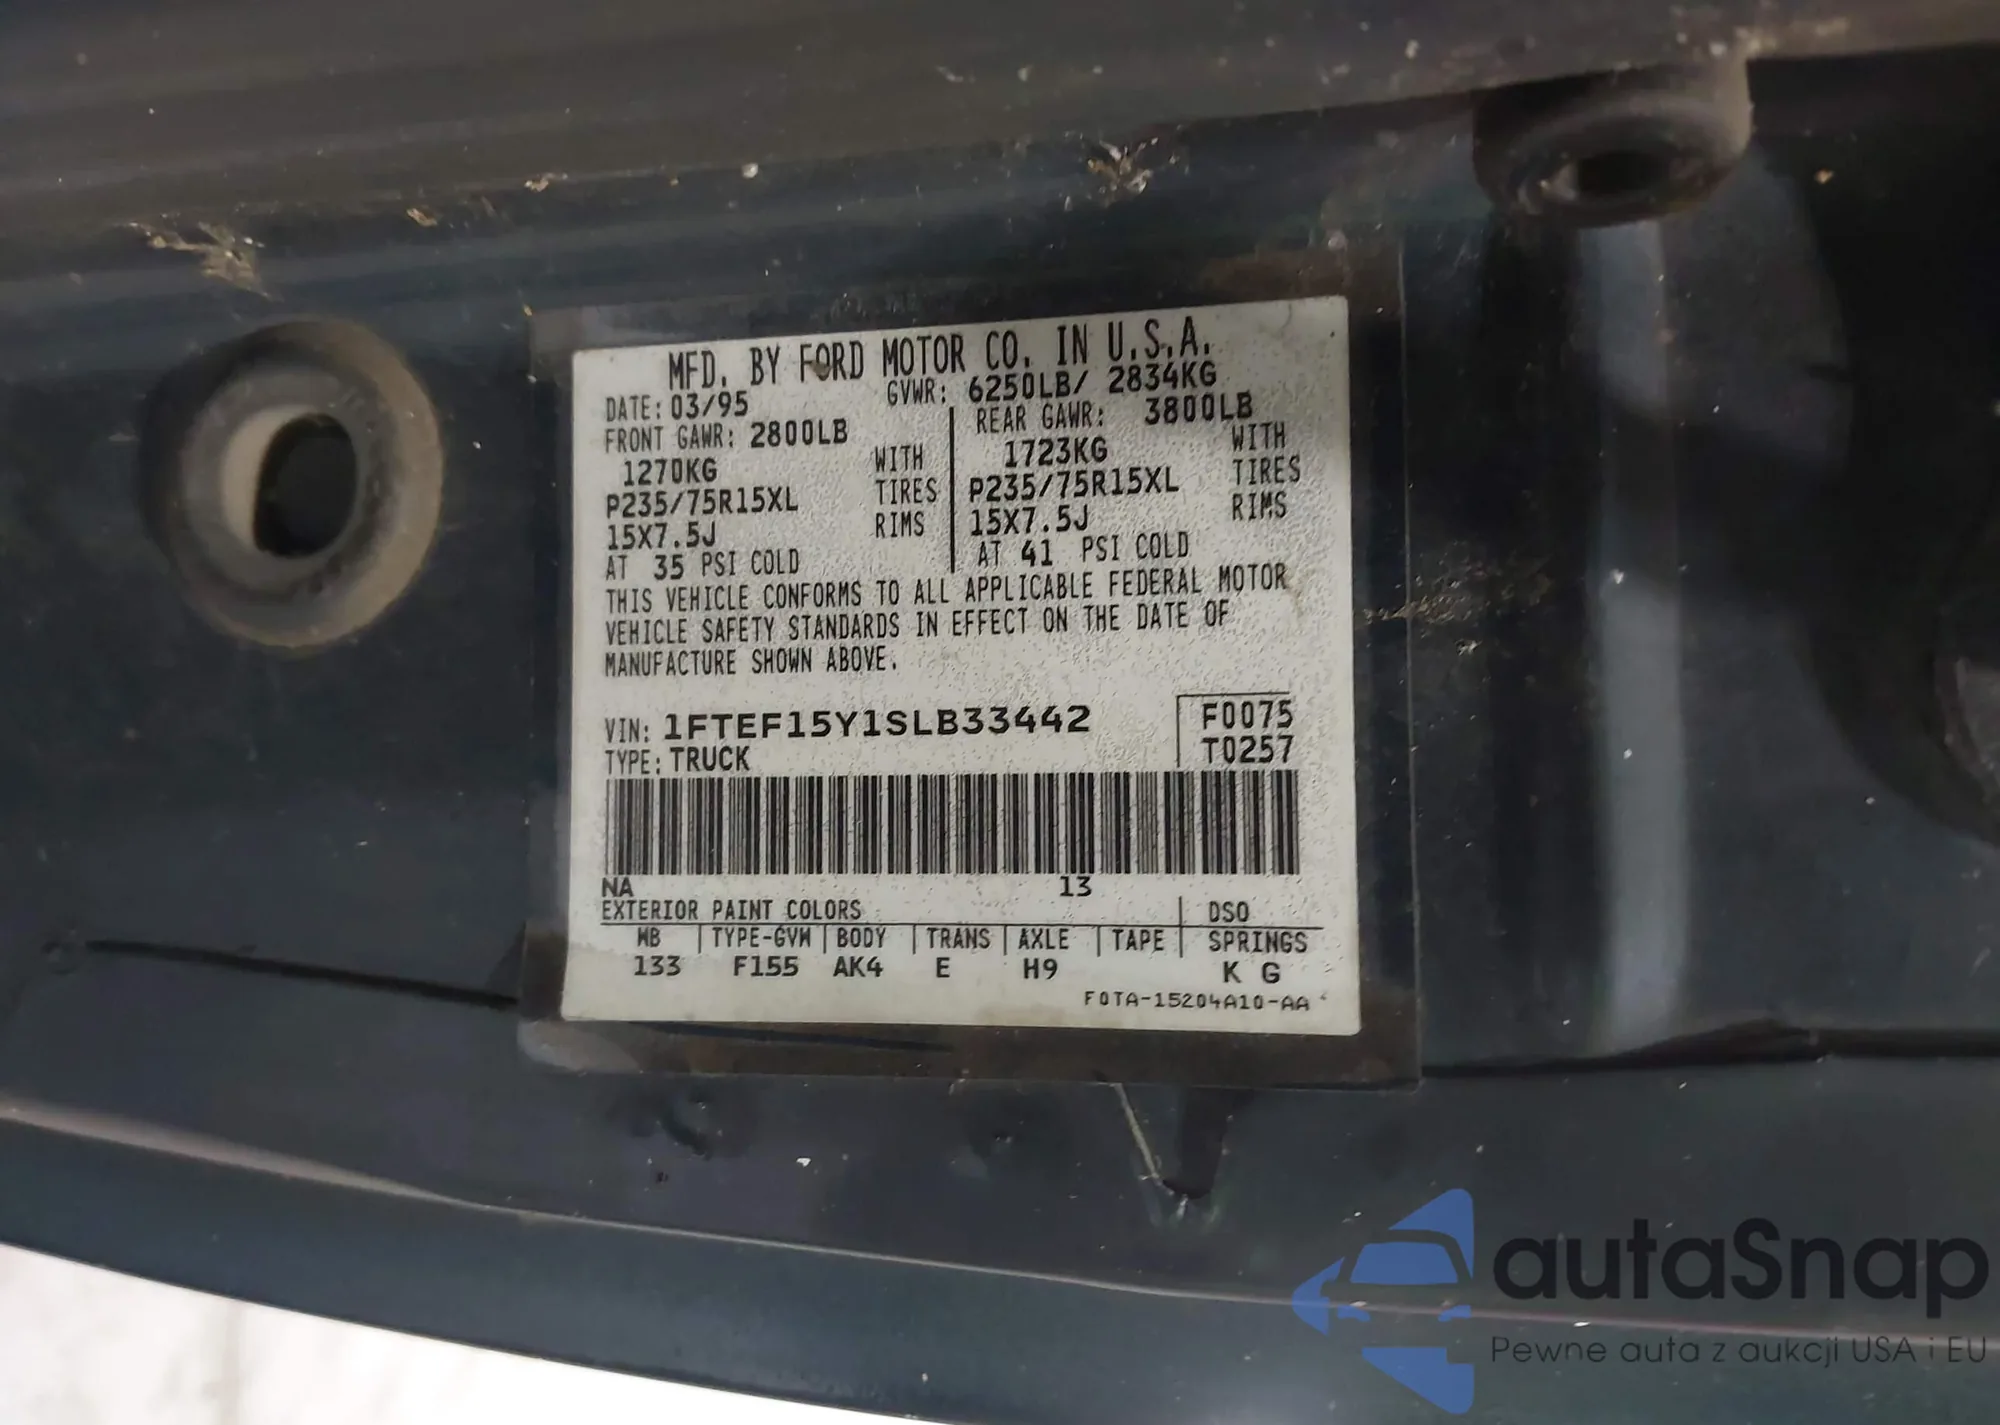 MFD. BY FORD MOTOR CO. IN U.S.A.
DATE: 03/95 GVWR: 6250LB/ 2834KG
FRONT GAWR: 2800LB REAR GAWR: 3800LB
1270KG WITH 1723KG WITH
P235/75R15XL TIRES P235/75R15XL TIRES
15X7.5J RIMS 15X7.5J RIMS
AT 35 PSI COLD AT 41 PSI COLD
THIS VEHICLE CONFORMS TO ALL APPLICABLE FEDERAL MOTOR
VEHICLE SAFETY STANDARDS IN EFFECT ON THE DATE OF
MANUFACTURE SHOWN ABOVE.
VIN: 1FTEF15Y1SLB33442 F0075
TYPE: TRUCK T0257
NA 13
EXTERIOR PAINT COLORS DSO
WB TYPE-GVW BODY TRANS AXLE TAPE SPRINGS
133 F155 AK4 E H9 K G
F0TA-15204A10-AA
autaSnap
Pewne auta z aukcji USA i EU